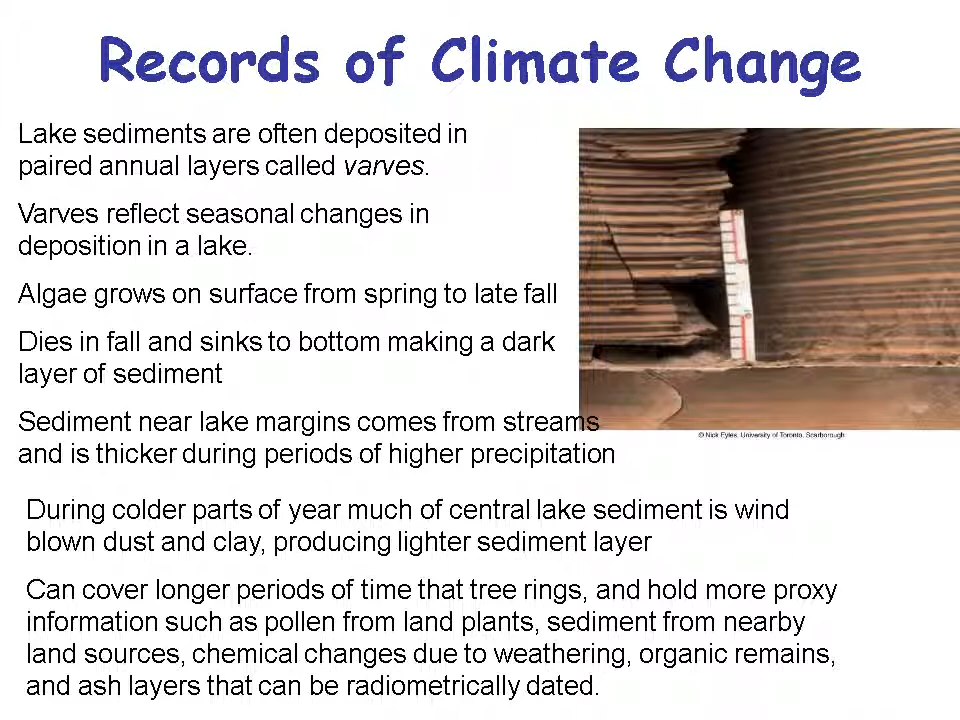 Records of Climate Change
Lake sediments are often deposited in
paired annual layers called varves.
Varves reflect seasonal changes in
deposition in a lake.
Algae grows on surface from spring to late fall
Dies in fall and sinks to bottom making a dark
layer of sediment
Sediment near lake margins comes from streams
and is thicker during periods of higher precipitation
© Nick Eyles, University of Toronto, Scarborough
During colder parts of year much of central lake sediment is wind
blown dust and clay, producing lighter sediment layer
Can cover longer periods of time that tree rings, and hold more proxy
information such as pollen from land plants, sediment from nearby
land sources, chemical changes due to weathering, organic remains,
and ash layers that can be radiometrically dated.